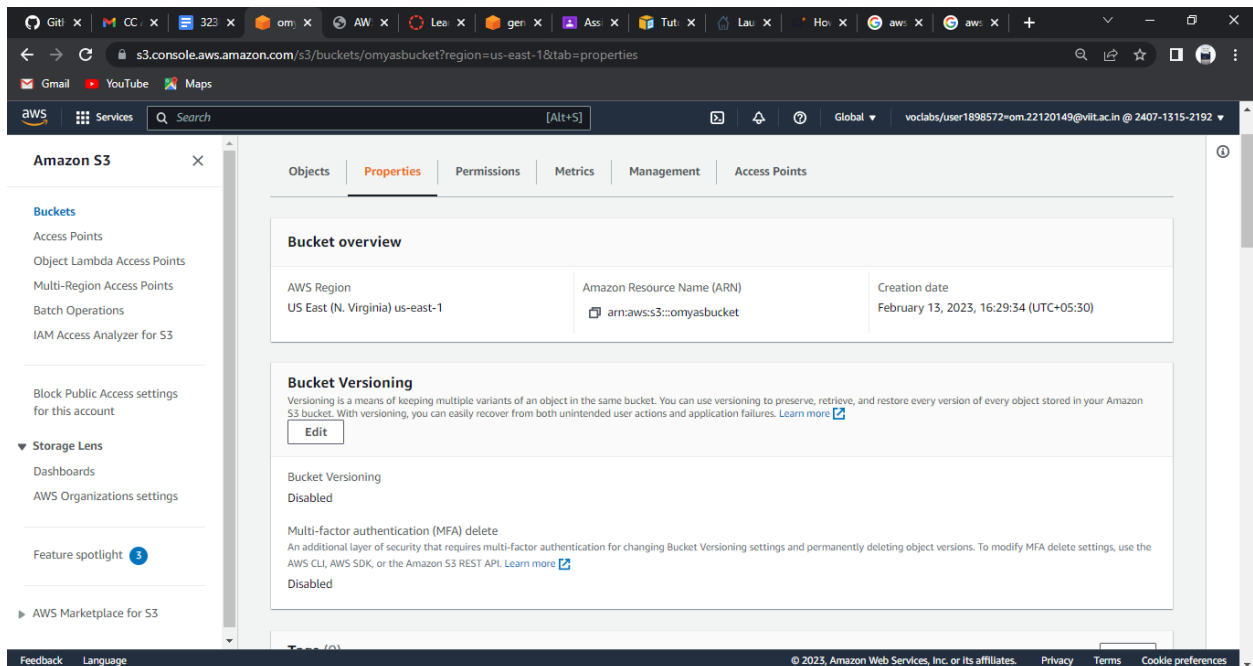 Gith
CC /
323
omy
AW
Lea
gen
Assi
Tuto
Lau
How
aws
aws
s3.console.aws.amazon.com/s3/buckets/omyasbucket?region=us-east-1&tab=properties
Gmail
YouTube
Maps
aws
Services
Search
[Alt+S]
Global
voclabs/user1898572=om.22120149@viit.ac.in @ 2407-1315-2192
Amazon S3
Buckets
Access Points
Object Lambda Access Points
Multi-Region Access Points
Batch Operations
IAM Access Analyzer for S3
Block Public Access settings
for this account
Storage Lens
Dashboards
AWS Organizations settings
Feature spotlight 3
AWS Marketplace for S3
Objects
Properties
Permissions
Metrics
Management
Access Points
Bucket overview
AWS Region
US East (N. Virginia) us-east-1
Amazon Resource Name (ARN)
arn:aws:s3:::omyasbucket
Creation date
February 13, 2023, 16:29:34 (UTC+05:30)
Bucket Versioning
Versioning is a means of keeping multiple variants of an object in the same bucket. You can use versioning to preserve, retrieve, and restore every version of every object stored in your Amazon
S3 bucket. With versioning, you can easily recover from both unintended user actions and application failures. Learn more
Edit
Bucket Versioning
Disabled
Multi-factor authentication (MFA) delete
An additional layer of security that requires multi-factor authentication for changing Bucket Versioning settings and permanently deleting object versions. To modify MFA delete settings, use the
AWS CLI, AWS SDK, or the Amazon S3 REST API. Learn more
Disabled
Tags (0)
Feedback
Language
© 2023, Amazon Web Services, Inc. or its affiliates.
Privacy
Terms
Cookie preferences